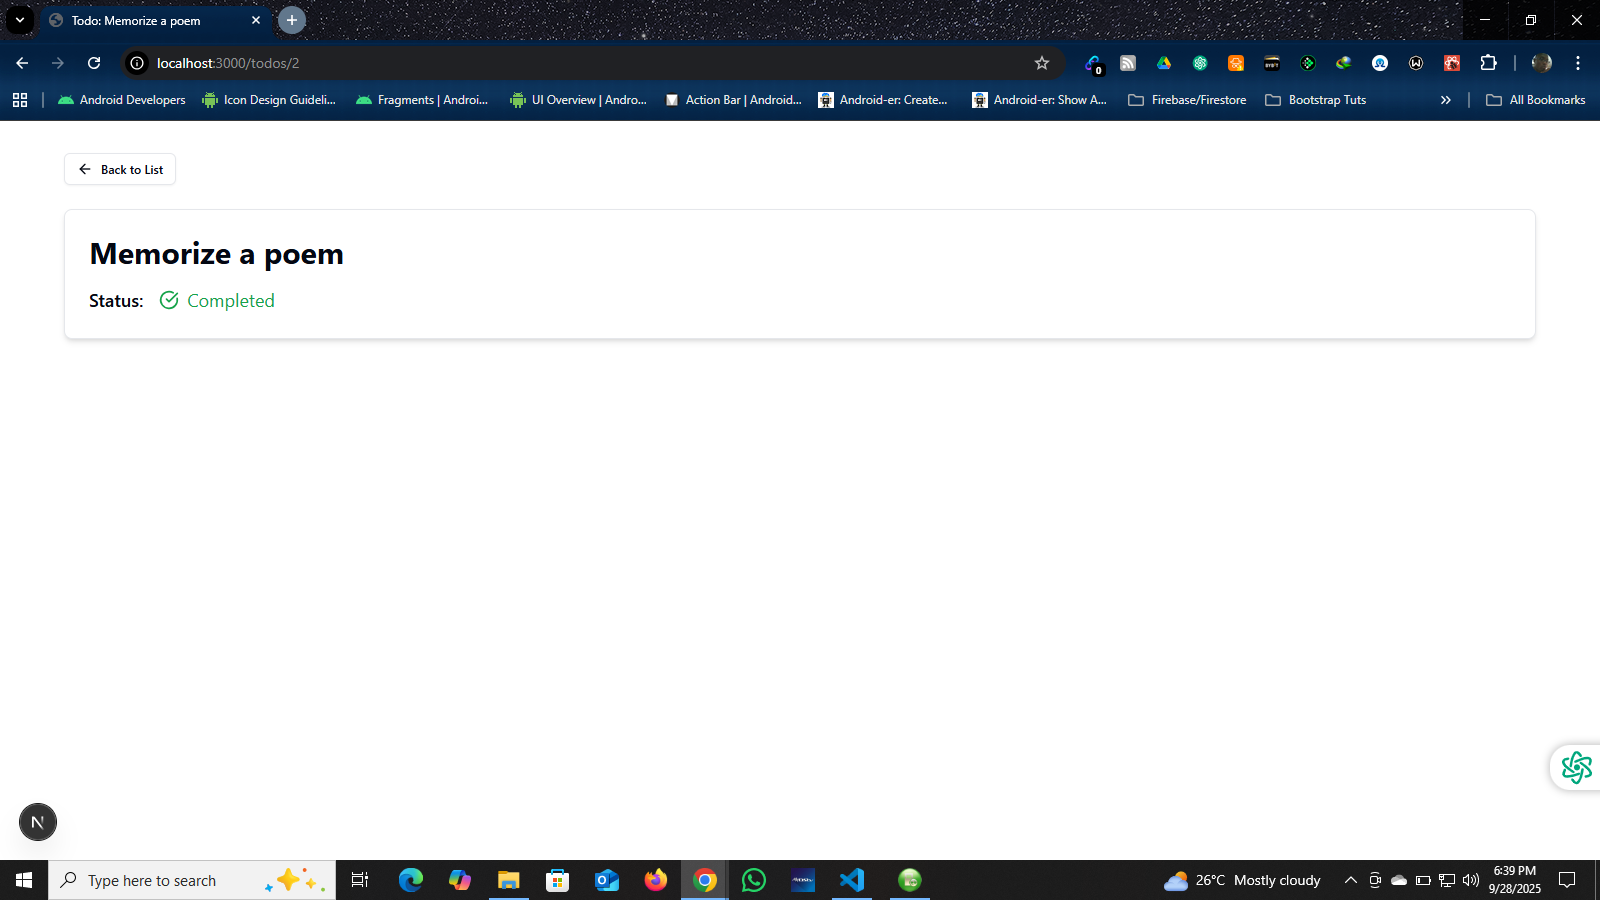 Todo: Memorize a poem
localhost:3000/todos/2
0
Android Developers
Icon Design Guideli...
Fragments | Androi...
UI Overview | Andro...
Action Bar | Android...
Android-er: Create...
Android-er: Show A...
Firebase/Firestore
Bootstrap Tuts
All Bookmarks
Back to List
Memorize a poem
Status: Completed
N
Type here to search
26°C Mostly cloudy
6:39 PM
9/28/2025